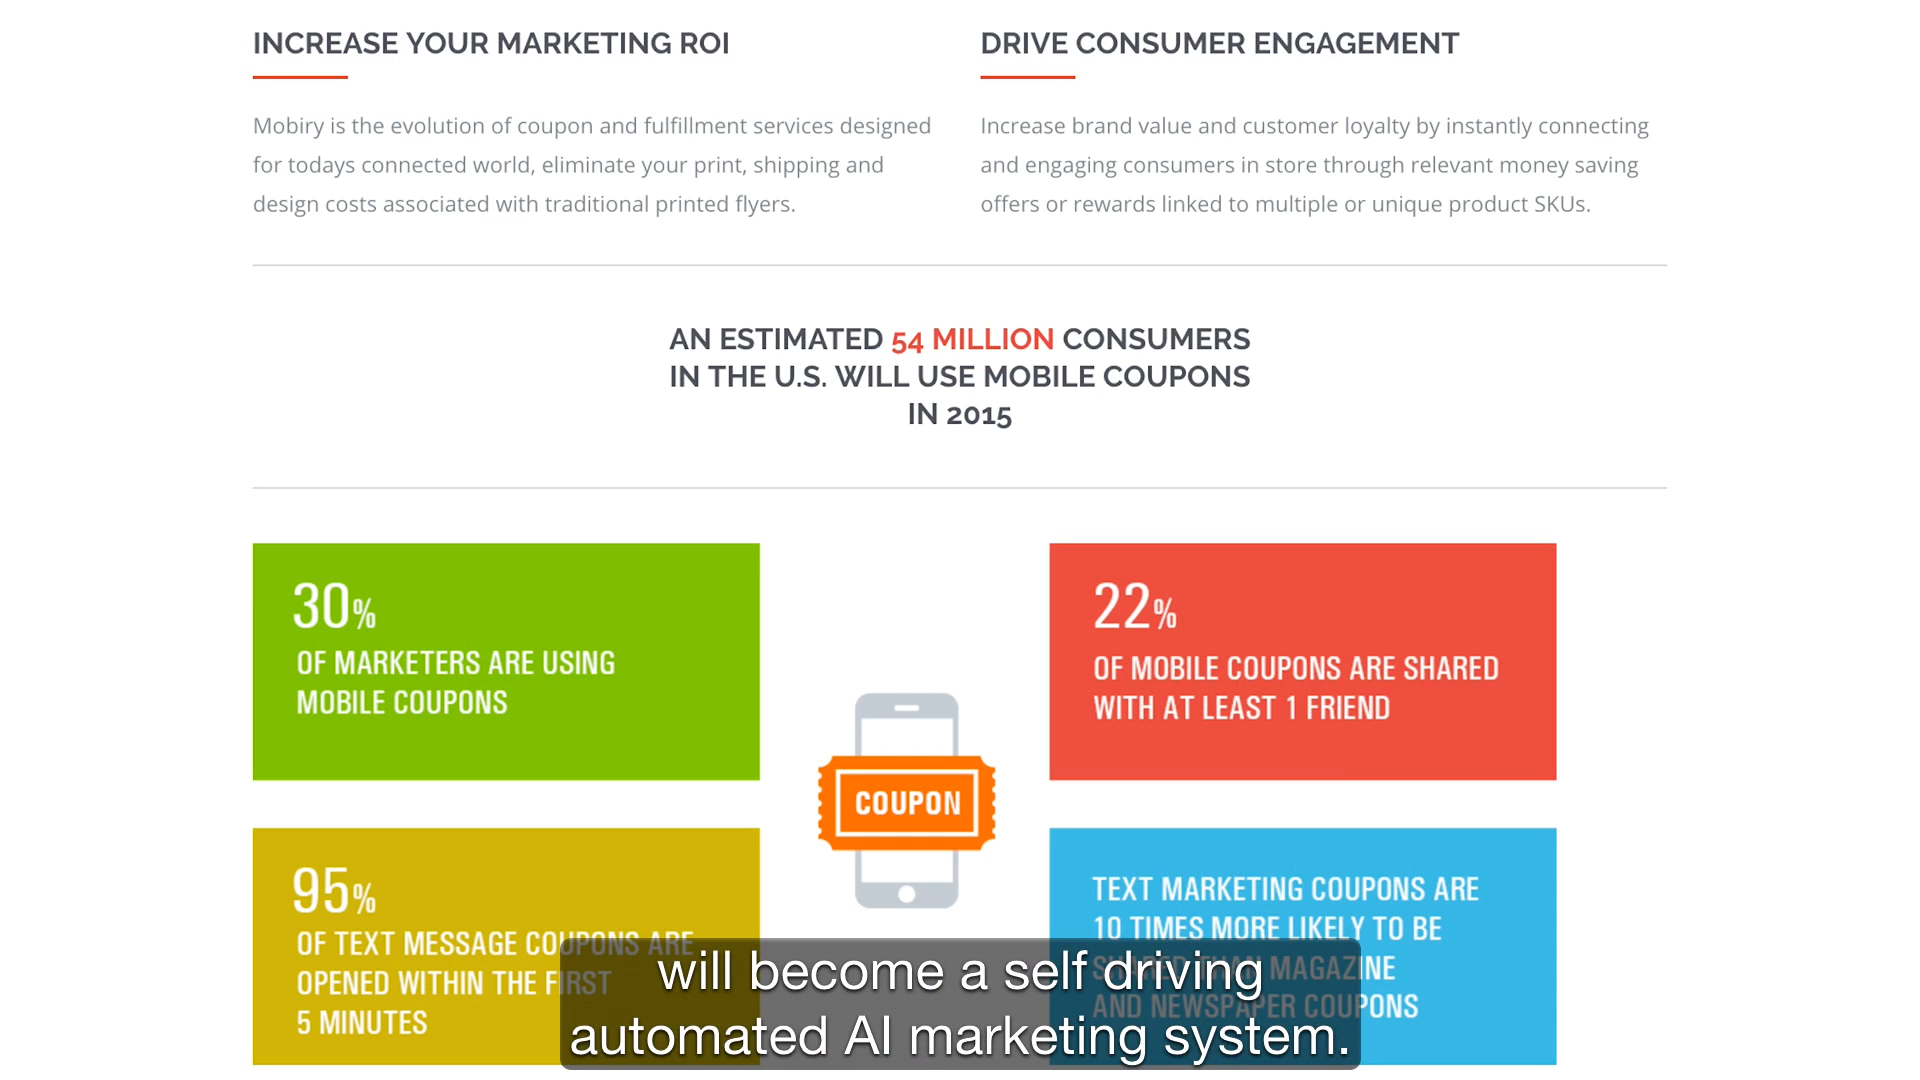 INCREASE YOUR MARKETING ROI
Mobiry is the evolution of coupon and fulfillment services designed
for todays connected world, eliminate your print, shipping and
design costs associated with traditional printed flyers.
DRIVE CONSUMER ENGAGEMENT
Increase brand value and customer loyalty by instantly connecting
and engaging consumers in store through relevant money saving
offers or rewards linked to multiple or unique product SKUs.
AN ESTIMATED 54 MILLION CONSUMERS
IN THE U.S. WILL USE MOBILE COUPONS
IN 2015
30%
OF MARKETERS ARE USING
MOBILE COUPONS
22%
OF MOBILE COUPONS ARE SHARED
WITH AT LEAST 1 FRIEND
COUPON
95%
OF TEXT MESSAGE COUPONS ARE
OPENED WITHIN THE FIRST
5 MINUTES
TEXT MARKETING COUPONS ARE
10 TIMES MORE LIKELY TO BE
SHARED THAN MAGAZINE
AND NEWSPAPER COUPONS
will become a self driving
automated AI marketing system.